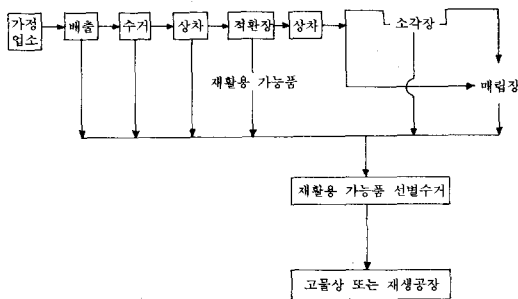 가정
업소
배출
수거
상차
적환장
상차
소각장
재활용 가능품
매립장
재활용 가능품 선별수거
고물상 또는 재생공장